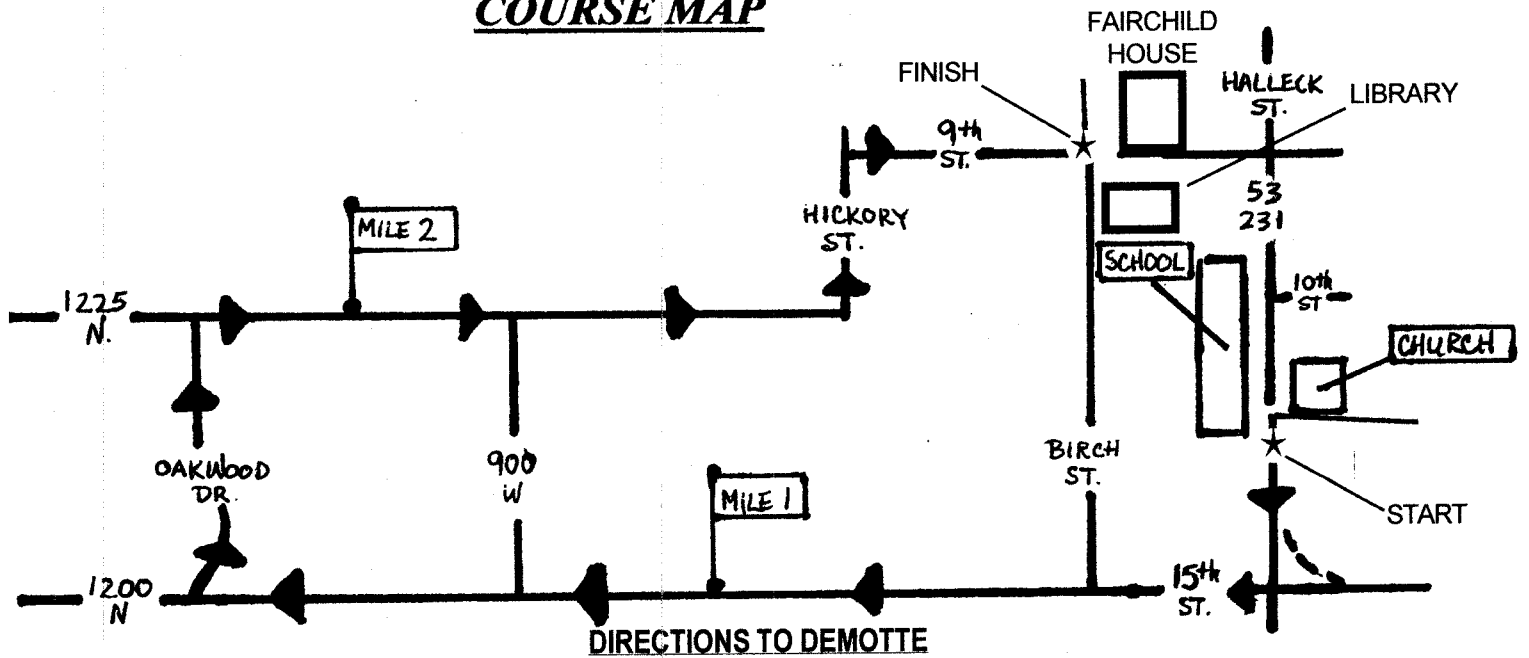 COURSE MAP
FAIRCHILD
HOUSE
FINISH
HALLECK
ST.
LIBRARY
9th
ST.
53
231
MILE 2
HICKORY
ST.
SCHOOL
1225
N.
10th
ST
CHURCH
OAKWOOD
DR.
900
W
BIRCH
ST.
MILE 1
START
1200
N
15th
ST.
DIRECTIONS TO DEMOTTE